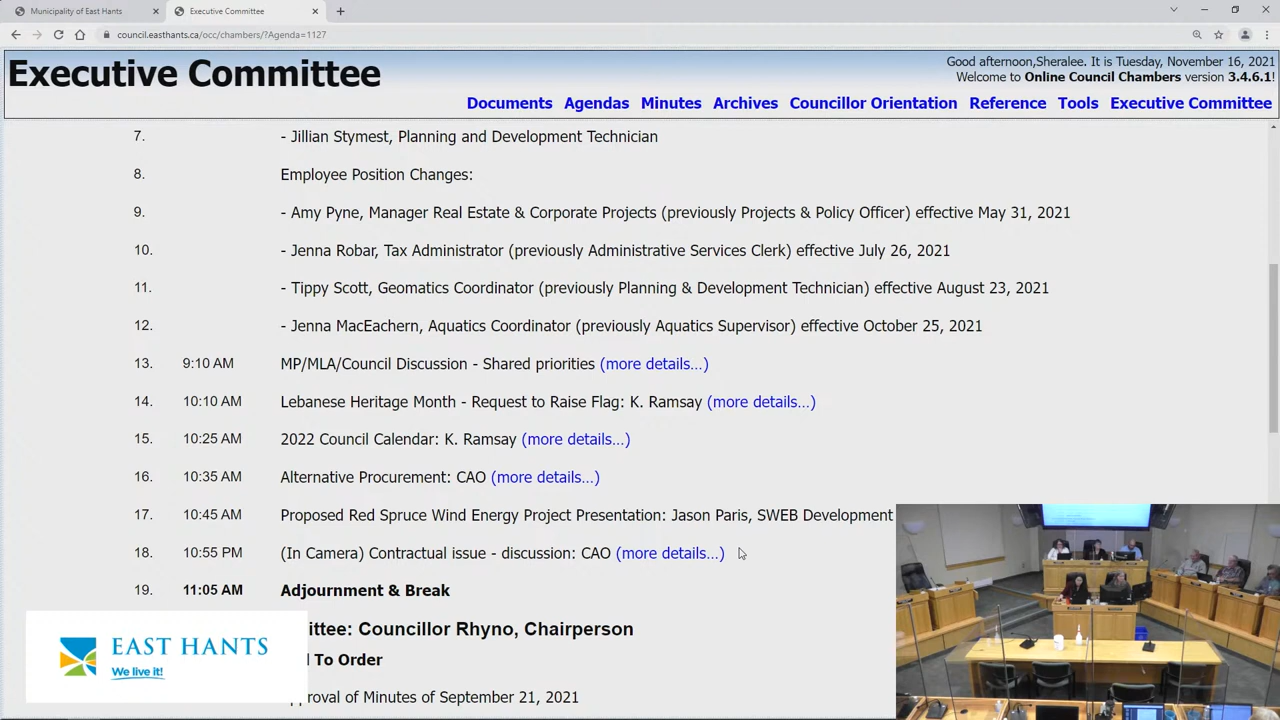 Municipality of East Hants
Executive Committee
council.easthants.ca/occ/chambers/?Agenda=1127
Executive Committee
Good afternoon,Sheralee. It is Tuesday, November 16, 2021
Welcome to Online Council Chambers version 3.4.6.1!
Documents Agendas Minutes Archives Councillor Orientation Reference Tools Executive Committee
7. - Jillian Stymest, Planning and Development Technician
8. Employee Position Changes:
9. - Amy Pyne, Manager Real Estate & Corporate Projects (previously Projects & Policy Officer) effective May 31, 2021
10. - Jenna Robar, Tax Administrator (previously Administrative Services Clerk) effective July 26, 2021
11. - Tippy Scott, Geomatics Coordinator (previously Planning & Development Technician) effective August 23, 2021
12. - Jenna MacEachern, Aquatics Coordinator (previously Aquatics Supervisor) effective October 25, 2021
13. 9:10 AM MP/MLA/Council Discussion - Shared priorities (more details...)
14. 10:10 AM Lebanese Heritage Month - Request to Raise Flag: K. Ramsay (more details...)
15. 10:25 AM 2022 Council Calendar: K. Ramsay (more details...)
16. 10:35 AM Alternative Procurement: CAO (more details...)
17. 10:45 AM Proposed Red Spruce Wind Energy Project Presentation: Jason Paris, SWEB Development
18. 10:55 PM (In Camera) Contractual issue - discussion: CAO (more details...)
19. 11:05 AM Adjournment & Break
ittee: Councillor Rhyno, Chairperson
To Order
proval of Minutes of September 21, 2021
EAST HANTS
We live it!